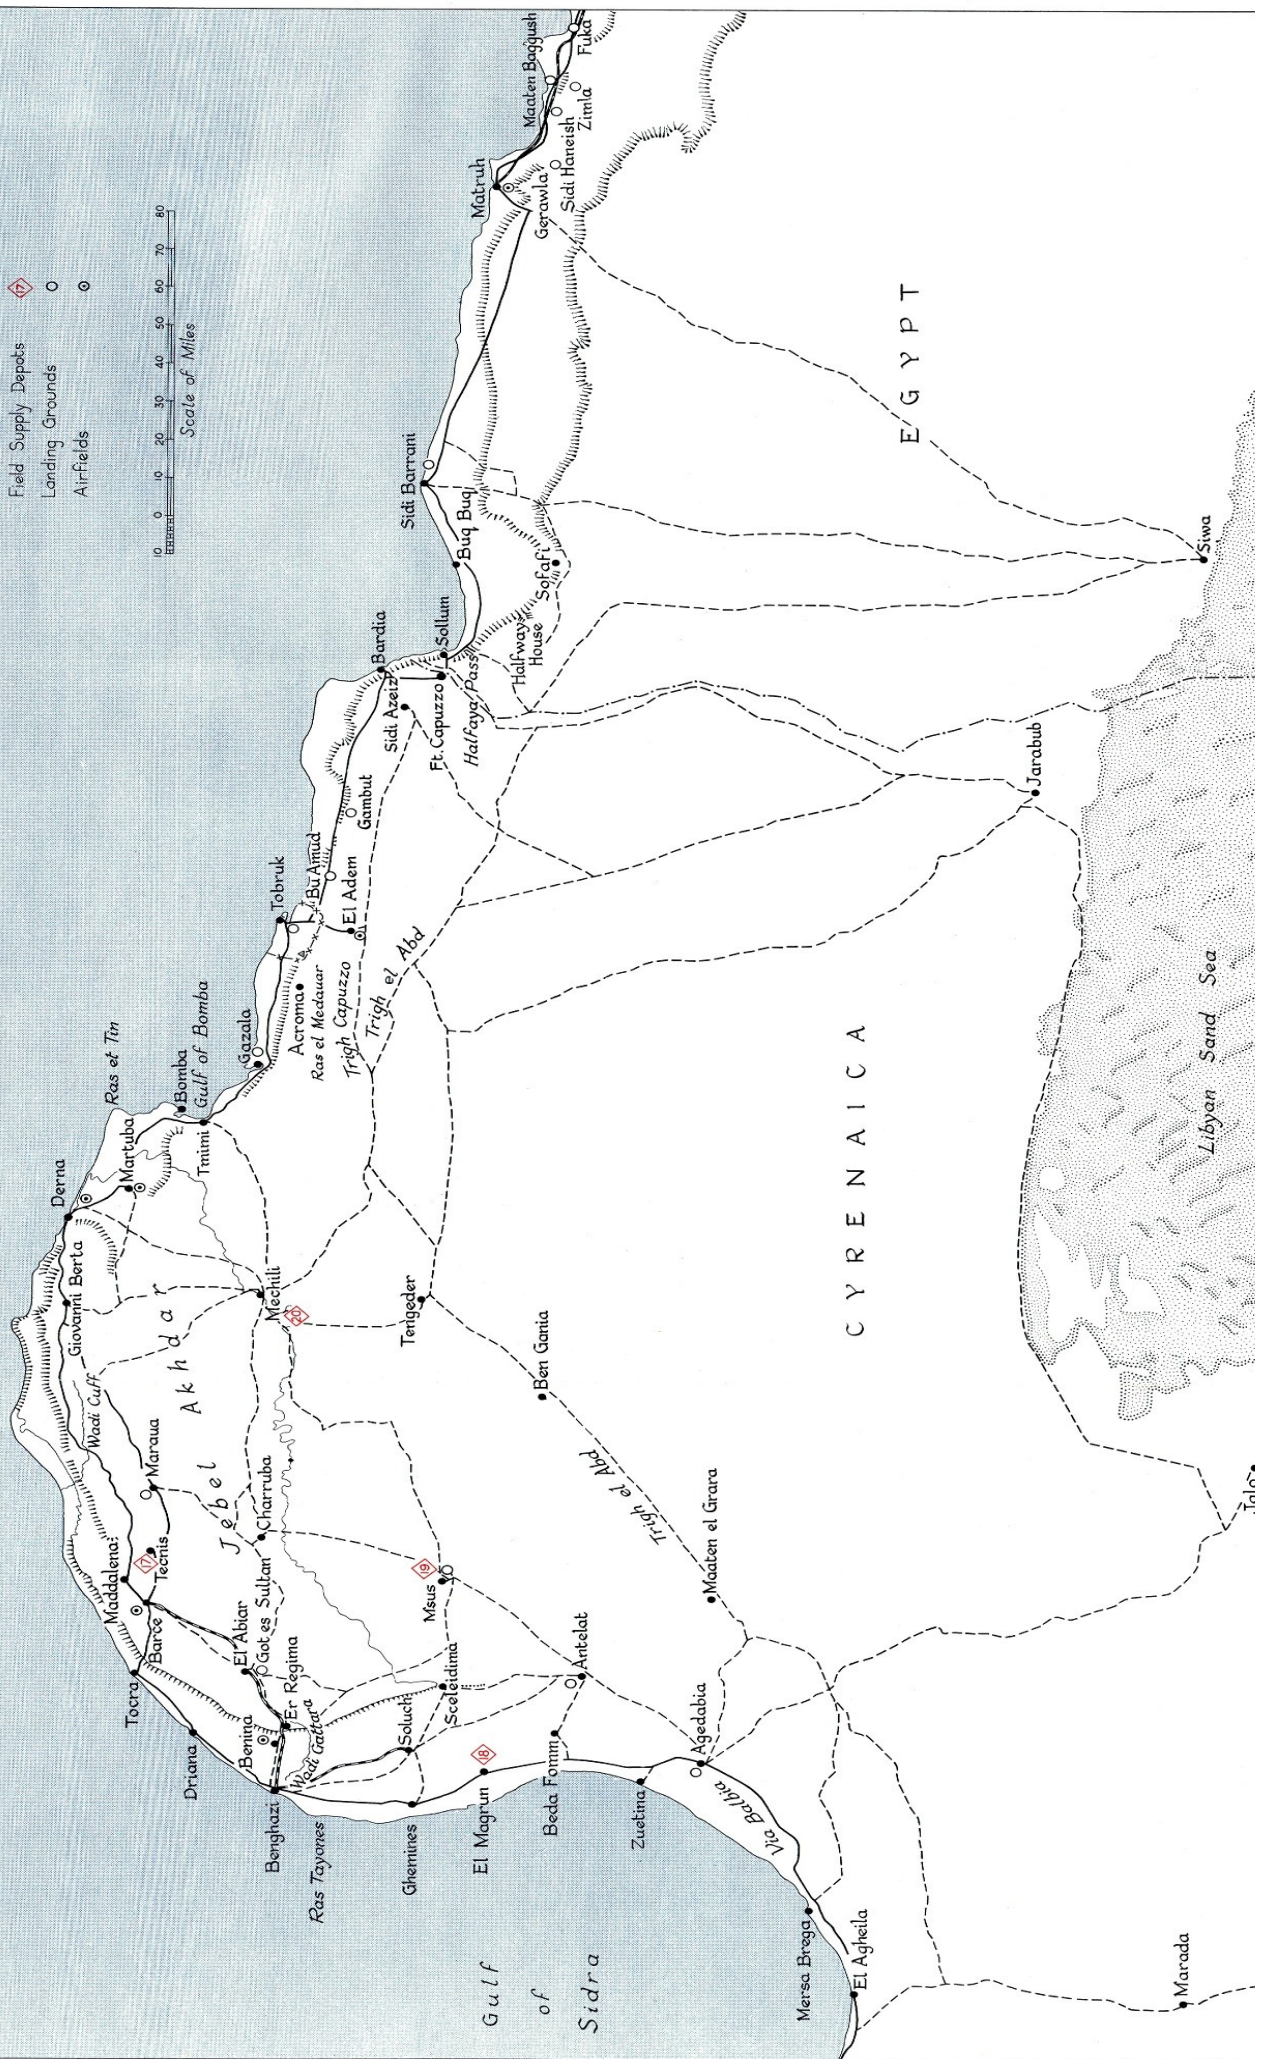 Field Supply Depots 17
Landing Grounds
Airfields
10 0 10 20 30 40 50 60 70 80
Scale of Miles
Derna
Giovanni Berta
Ras et Tin
Martuba
Wadi Cuff
Maddalena
Maraua
Tecnis
17
Barce
Tocra
Bomba
Gulf of Bomba
Tmimi
Jebel Akhdar
Driana
El Abiar
Got es Sultan
Charruba
Mechili
20
Benina
Er Regima
Benghazi
Wadi Gattara
Ras Tayones
Gazala
Acroma
Ras el Medauar
Tobruk
Bu Amud
El Adem
Gambut
Trigh Capuzzo
Trigh el Abd
Bardia
Sidi Azeiz
Ft. Capuzzo
Sollum
Halfaya Pass
Halfway House
Sofafi
Buq Buq
Sidi Barrani
Matruh
Gerawla
Sidi Haneish
Zimla
Maaten Baggush
Fuka
Ghemines
Soluch
Sceleidima
Msus
19
Tengeder
El Magrun
18
Beda Fomm
Antelat
Ben Gania
Trigh el Abd
Zuetina
Agedabia
Maaten el Grara
Via Balbia
Gulf
of
Sidra
Mersa Brega
El Agheila
CYRENAICA
EGYPT
Jarabub
Siwa
Marada
Jalo
Libyan Sand Sea